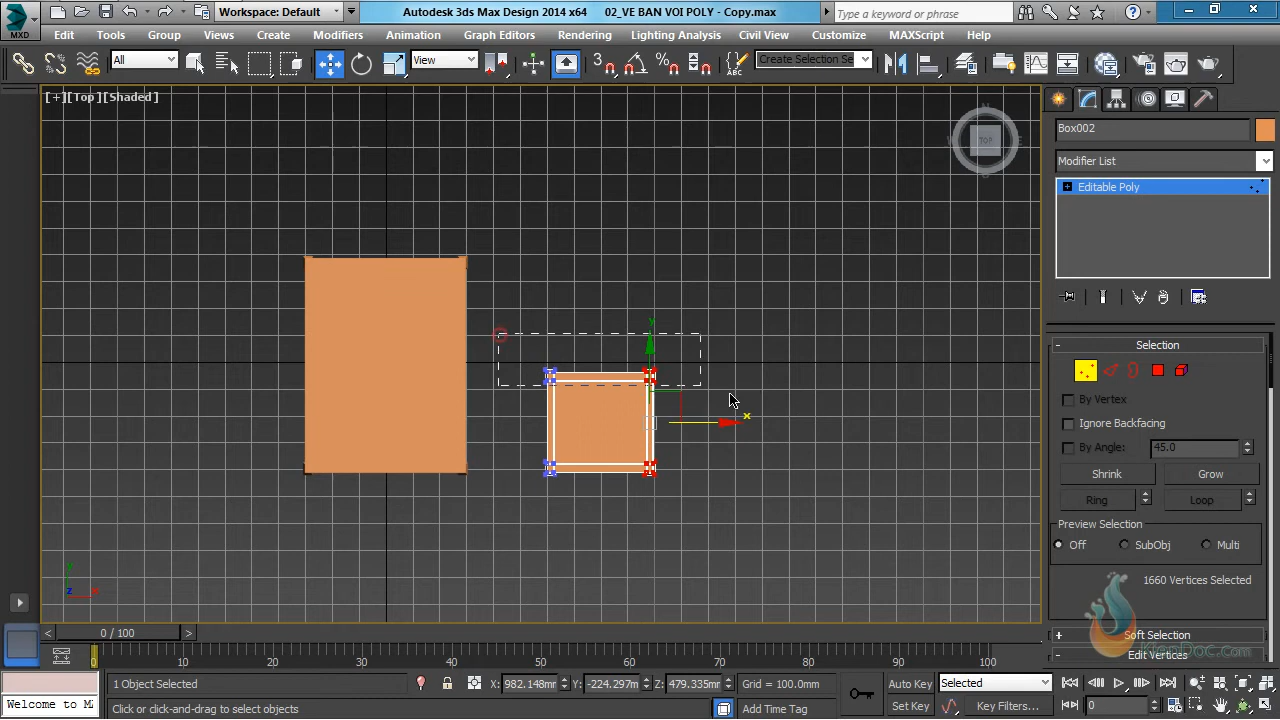 Autodesk 3ds Max Design 2014 x64 02_VE BAN VOI POLY - Copy.max
Workspace: Default
Type a keyword or phrase
MXD
Edit Tools Group Views Create Modifiers Animation Graph Editors Rendering Lighting Analysis Civil View Customize MAXScript Help
All
View
3
Create Selection Se
[+][Top][Shaded]
N
TOP
S
Box002
Modifier List
Editable Poly
Selection
By Vertex
Ignore Backfacing
By Angle: 45.0
Shrink Grow
Ring Loop
Preview Selection
Off SubObj Multi
1660 Vertices Selected
Soft Selection
Edit Vertices
KienDoc.com
y
x
y
z
x
< 0 / 100 >
0 10 20 30 40 50 60 70 80 90 100
1 Object Selected
X: 982.148mm Y: -224.297m Z: 479.335mm
Grid = 100.0mm
Auto Key Selected
Welcome to M
Click or click-and-drag to select objects
Add Time Tag
Set Key Key Filters... 0